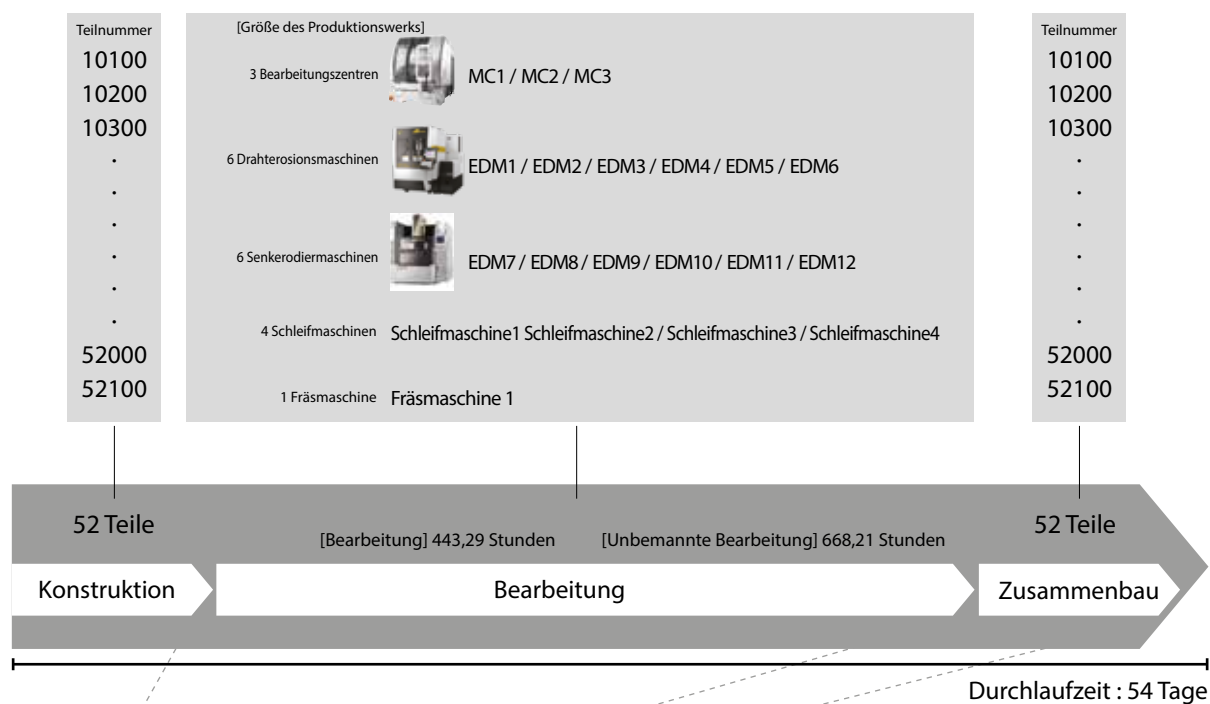 Teilnummer
10100
10200
10300
.
.
.
.
.
.
52000
52100
[Größe des Produktionswerks]
3 Bearbeitungszentren MC1 / MC2 / MC3
6 Drahterosionsmaschinen EDM1 / EDM2 / EDM3 / EDM4 / EDM5 / EDM6
6 Senkerodiermaschinen EDM7 / EDM8 / EDM9 / EDM10 / EDM11 / EDM12
4 Schleifmaschinen Schleifmaschine1 Schleifmaschine2 / Schleifmaschine3 / Schleifmaschine4
1 Fräsmaschine Fräsmaschine 1
Teilnummer
10100
10200
10300
.
.
.
.
.
.
52000
52100
52 Teile
[Bearbeitung] 443,29 Stunden [Unbemannte Bearbeitung] 668,21 Stunden
52 Teile
Konstruktion
Bearbeitung
Zusammenbau
Durchlaufzeit : 54 Tage